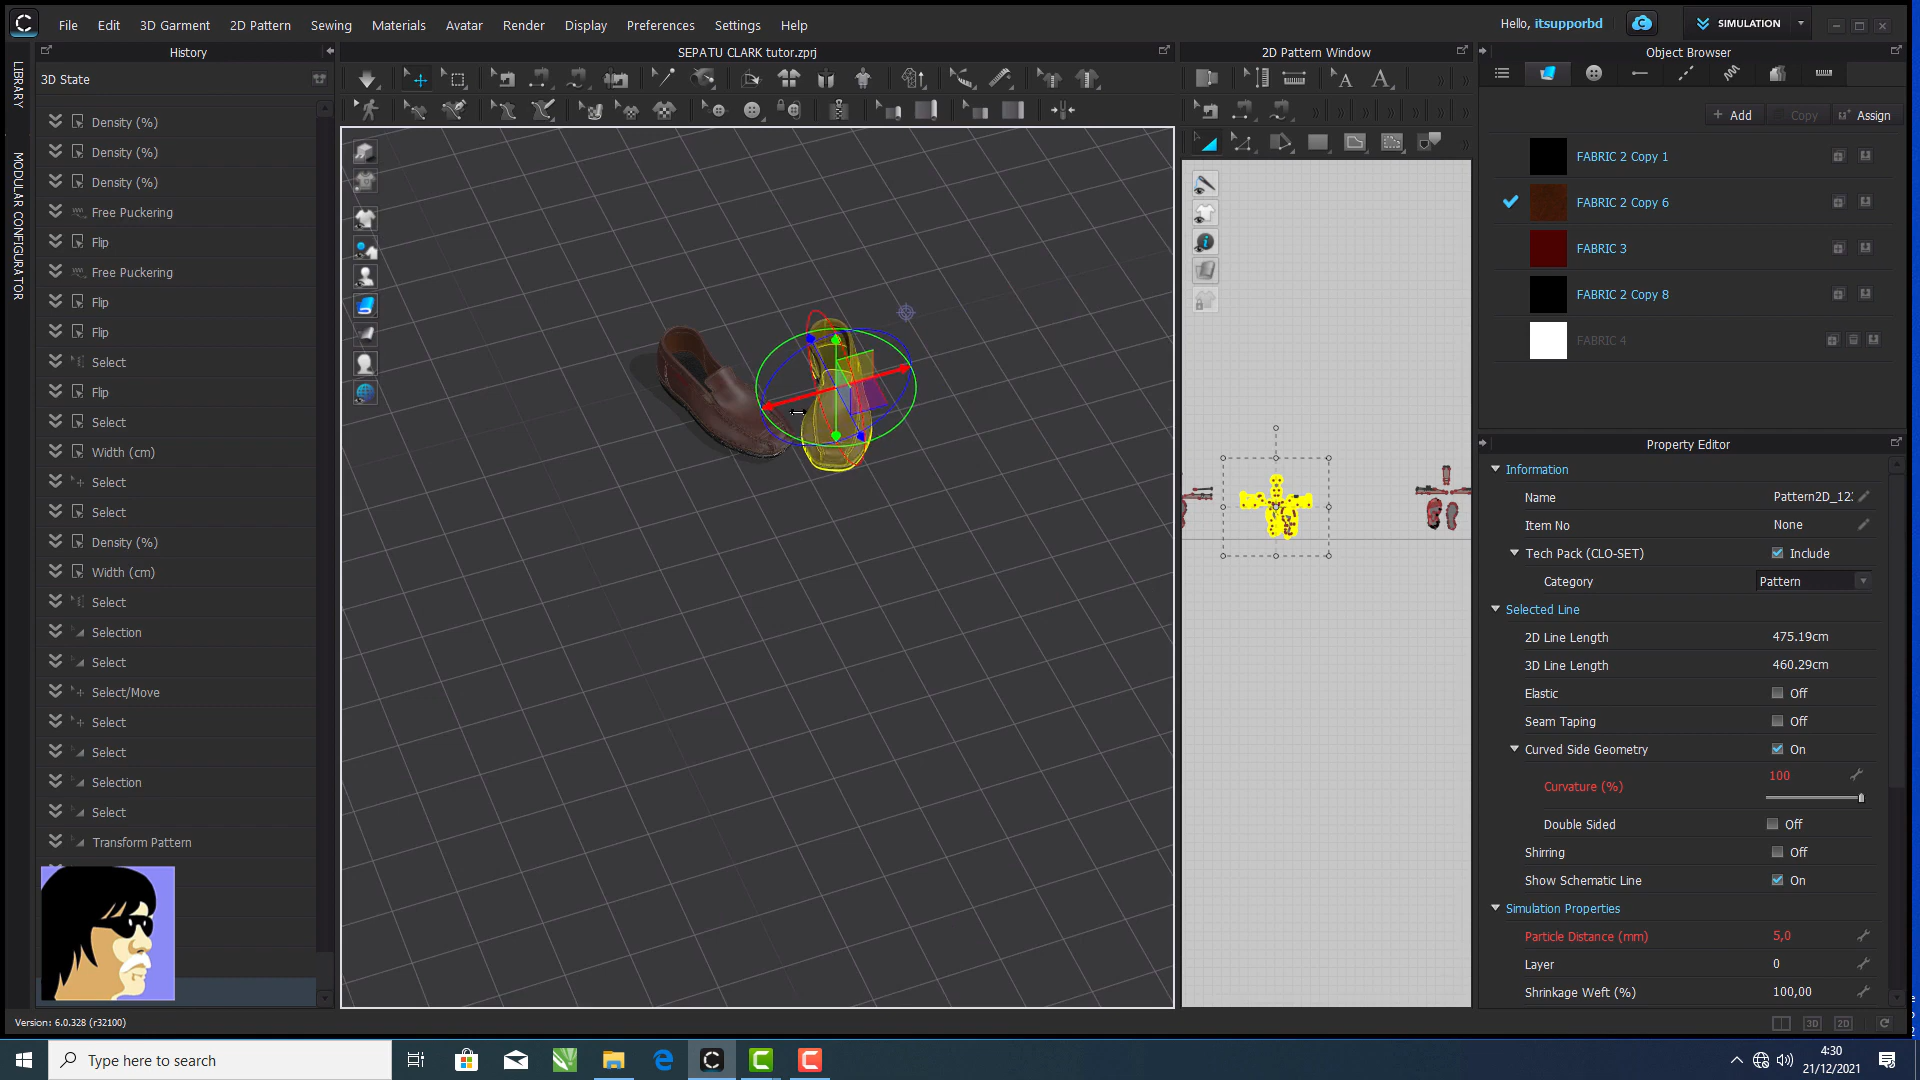 File Edit 3D Garment 2D Pattern Sewing Materials Avatar Render Display Preferences Settings Help
Hello, itsupporbd
SIMULATION
History
SEPATU CLARK tutor.zprj
2D Pattern Window
Object Browser
LIBRARY
MODULAR CONFIGURATOR
3D State
Density (%)
Density (%)
Density (%)
Free Puckering
Flip
Free Puckering
Flip
Flip
Select
Flip
Select
Width (cm)
Select
Select
Density (%)
Width (cm)
Select
Selection
Select
Select/Move
Select
Select
Selection
Select
Transform Pattern
+ Add
Copy
Assign
FABRIC 2 Copy 1
FABRIC 2 Copy 6
FABRIC 3
FABRIC 2 Copy 8
FABRIC 4
Property Editor
Information
Name Pattern2D_12
Item No None
Tech Pack (CLO-SET) Include
Category Pattern
Selected Line
2D Line Length 475.19cm
3D Line Length 460.29cm
Elastic Off
Seam Taping Off
Curved Side Geometry On
Curvature (%) 100
Double Sided Off
Shirring Off
Show Schematic Line On
Simulation Properties
Particle Distance (mm) 5,0
Layer 0
Shrinkage Weft (%) 100,00
Version: 6.0.328 (r32100)
3D 2D
Type here to search
4:30
21/12/2021